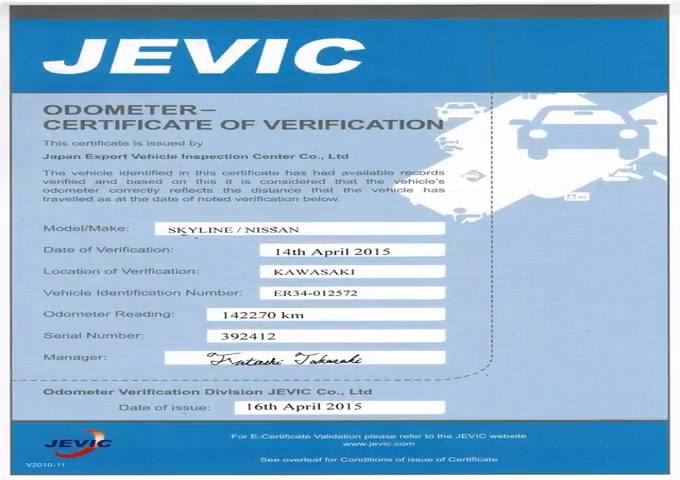 JEVIC
ODOMETER–
CERTIFICATE OF VERIFICATION
This certificate is issued by
Japan Export Vehicle Inspection Center Co., Ltd
The vehicle identified in this certificate has had available records
verified and based on this it is considered that the vehicle's
odometer correctly reflects the distance that the vehicle has
travelled as at the date of noted verification below.
Model/Make: SKYLINE / NISSAN
Date of Verification: 14th April 2015
Location of Verification: KAWASAKI
Vehicle Identification Number: ER34-012572
Odometer Reading: 142270 km
Serial Number: 392412
Manager: Takasaki
Odometer Verification Division JEVIC Co., Ltd
Date of issue: 16th April 2015
JEVIC
For E-Certificate Validation please refer to the JEVIC website
www.jevic.com
V2010-11
See overleaf for Conditions of issue of Certificate